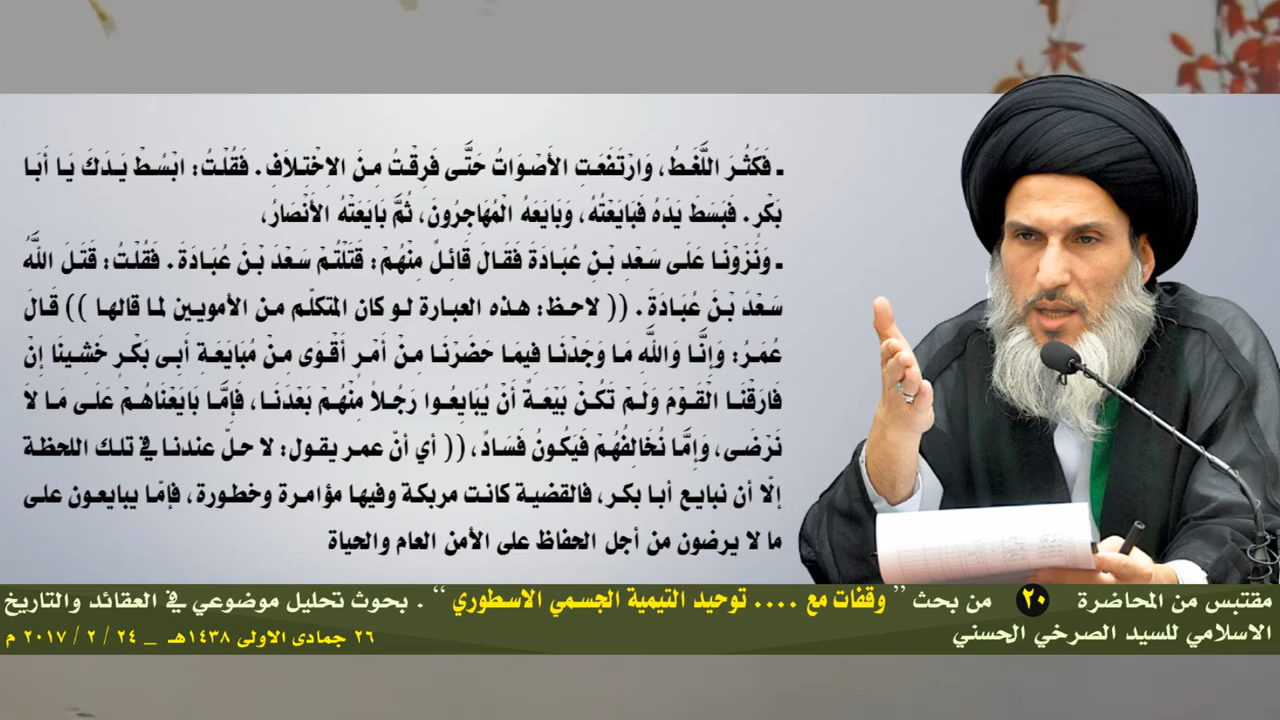 ـ فَكَثُرَ اللَّغَطُ، وَارْتَفَعَتِ الأَصْوَاتُ حَتَّى فَرِقْتُ مِنَ الاِخْتِلاَفِ. فَقُلْتُ: ابْسُطْ يَدَكَ يَا أَبَا
بَكْرٍ. فَبَسَطَ يَدَهُ فَبَايَعْتُهُ، وَبَايَعَهُ الْمُهَاجِرُونَ، ثُمَّ بَايَعَتْهُ الأَنْصَارُ،
ـ وَنَزَوْنَا عَلَى سَعْدِ بْنِ عُبَادَةَ فَقَالَ قَائِلٌ مِنْهُمْ: قَتَلْتُمْ سَعْدَ بْنَ عُبَادَةَ. فَقُلْتُ: قَتَلَ اللَّهُ
سَعْدَ بْنَ عُبَادَةَ. (( لاحظ: هذه العبارة لو كان المتكلّم من الأمويين لما قالها )) قَالَ
عُمَرُ: وَإِنَّا وَاللَّهِ مَا وَجَدْنَا فِيمَا حَضَرْنَا مِنْ أَمْرٍ أَقْوَى مِنْ مُبَايَعَةِ أَبِى بَكْرٍ خَشِينَا إِنْ
فَارَقْنَا الْقَوْمَ وَلَمْ تَكُنْ بَيْعَةٌ أَنْ يُبَايِعُوا رَجُلاً مِنْهُمْ بَعْدَنَا، فَإِمَّا بَايَعْنَاهُمْ عَلَى مَا لاَ
نَرْضَى، وَإِمَّا نُخَالِفُهُمْ فَيَكُونُ فَسَادٌ، (( أي أنّ عمر يقول: لا حلّ عندنا في تلك اللحظة
إلّا أن نبايع أبا بكر، فالقضية كانت مربكة وفيها مؤامرة وخطورة، فإمّا يبايعون على
ما لا يرضون من أجل الحفاظ على الأمن العام والحياة
مقتبس من المحاضرة ٢٠ من بحث " وقفات مع .... توحيد التيمية الجسمي الاسطوري " . بحوث تحليل موضوعي في العقائد والتاريخ
الاسلامي للسيد الصرخي الحسني ٢٦ جمادى الاولى ١٤٣٨هـ _ ٢٤ / ٢ / ٢٠١٧ م